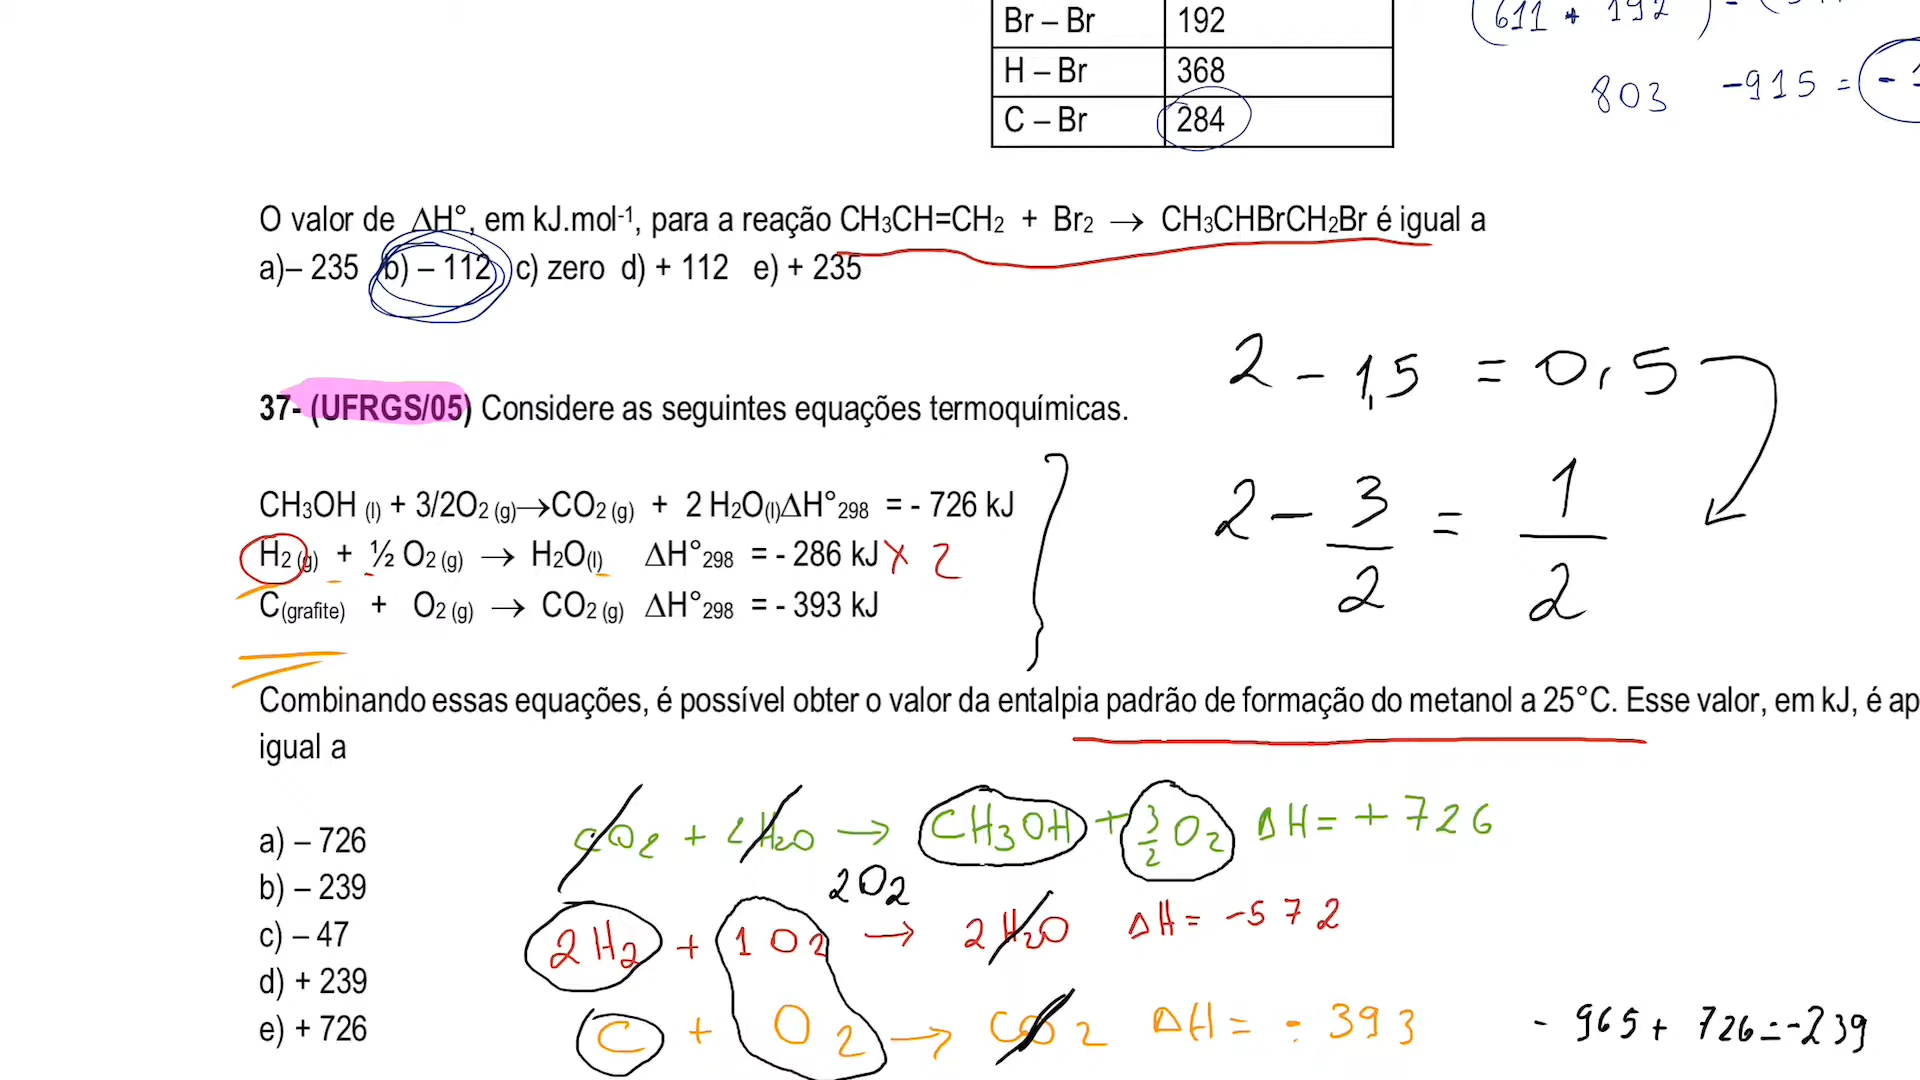 Br – Br 192
(611 + 192 ) - (
H – Br 368
803 -915 = -
C – Br 284
O valor de ΔH°, em kJ.mol-1, para a reação CH3CH=CH2 + Br2 → CH3CHBrCH2Br é igual a
a)– 235 b) – 112 c) zero d) + 112 e) + 235
2 - 1,5 = 0,5
37- (UFRGS/05) Considere as seguintes equações termoquímicas.
CH3OH (l) + 3/2O2 (g)→CO2 (g) + 2 H2O(l)ΔH°298 = - 726 kJ
2 - 3/2 = 1/2
H2 (g) + ½ O2 (g) → H2O(l) ΔH°298 = - 286 kJ x 2
C(grafite) + O2 (g) → CO2 (g) ΔH°298 = - 393 kJ
Combinando essas equações, é possível obter o valor da entalpia padrão de formação do metanol a 25°C. Esse valor, em kJ, é ap
igual a
a) – 726
b) – 239
c) – 47
d) + 239
e) + 726
CO2 + 2H2O → CH3OH + 3/2 O2 ΔH = + 726
2O2
2H2 + 1O2 → 2H2O ΔH = -572
C + O2 → CO2 ΔH = - 393
- 965 + 726 = -239